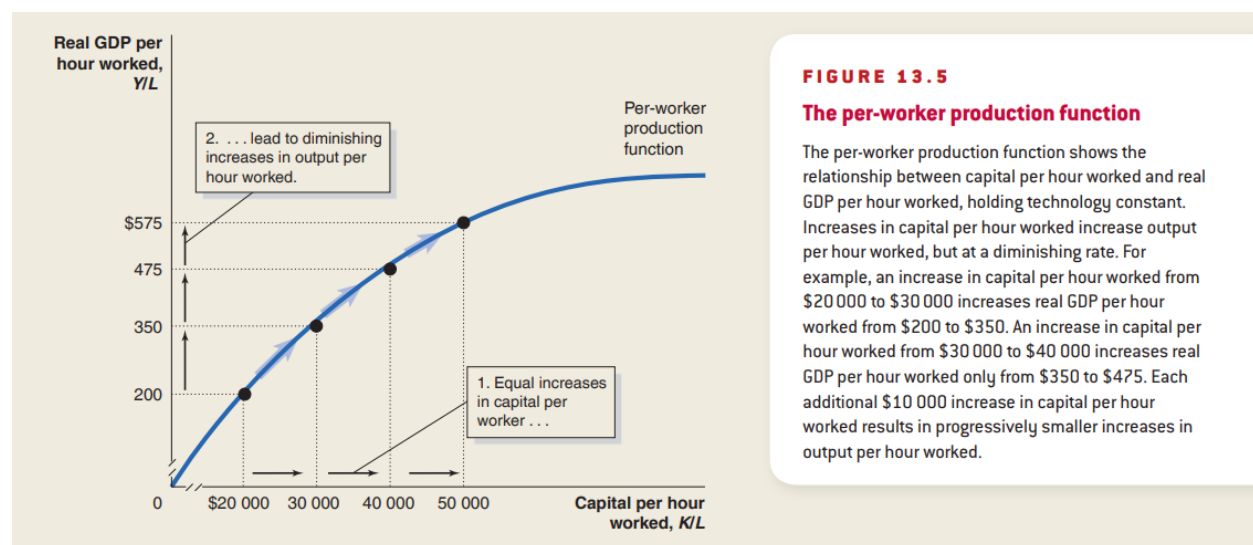 Real GDP per
hour worked,
Y/L
Per-worker
production
function
2. . . . lead to diminishing
increases in output per
hour worked.
$575
475
350
200
1. Equal increases
in capital per
worker . . .
0
$20 000
30 000
40 000
50 000
Capital per hour
worked, K/L
FIGURE 13.5
The per-worker production function
The per-worker production function shows the
relationship between capital per hour worked and real
GDP per hour worked, holding technology constant.
Increases in capital per hour worked increase output
per hour worked, but at a diminishing rate. For
example, an increase in capital per hour worked from
$20 000 to $30 000 increases real GDP per hour
worked from $200 to $350. An increase in capital per
hour worked from $30 000 to $40 000 increases real
GDP per hour worked only from $350 to $475. Each
additional $10 000 increase in capital per hour
worked results in progressively smaller increases in
output per hour worked.